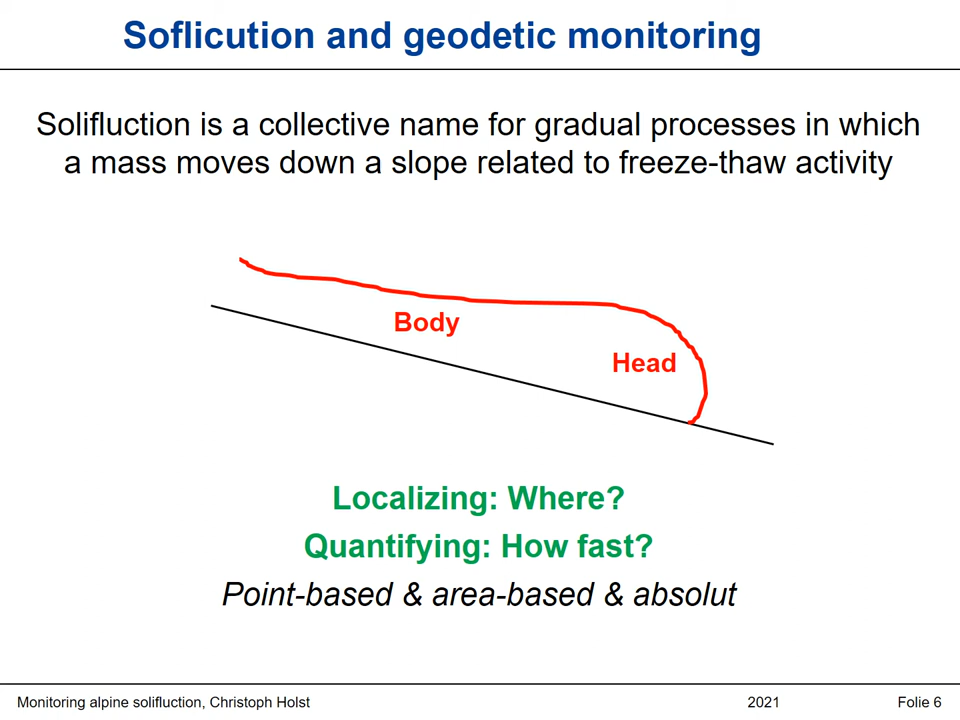 Soflicution and geodetic monitoring
Solifluction is a collective name for gradual processes in which
a mass moves down a slope related to freeze-thaw activity
Body
Head
Localizing: Where?
Quantifying: How fast?
Point-based & area-based & absolut
Monitoring alpine solifluction, Christoph Holst
2021
Folie 6